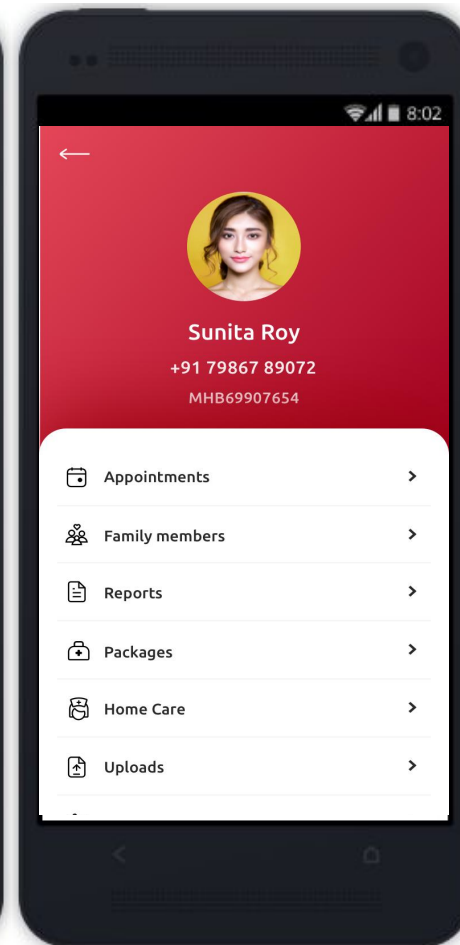 8:02
Sunita Roy
+91 79867 89072
MHB69907654
Appointments
Family members
Reports
Packages
Home Care
Uploads